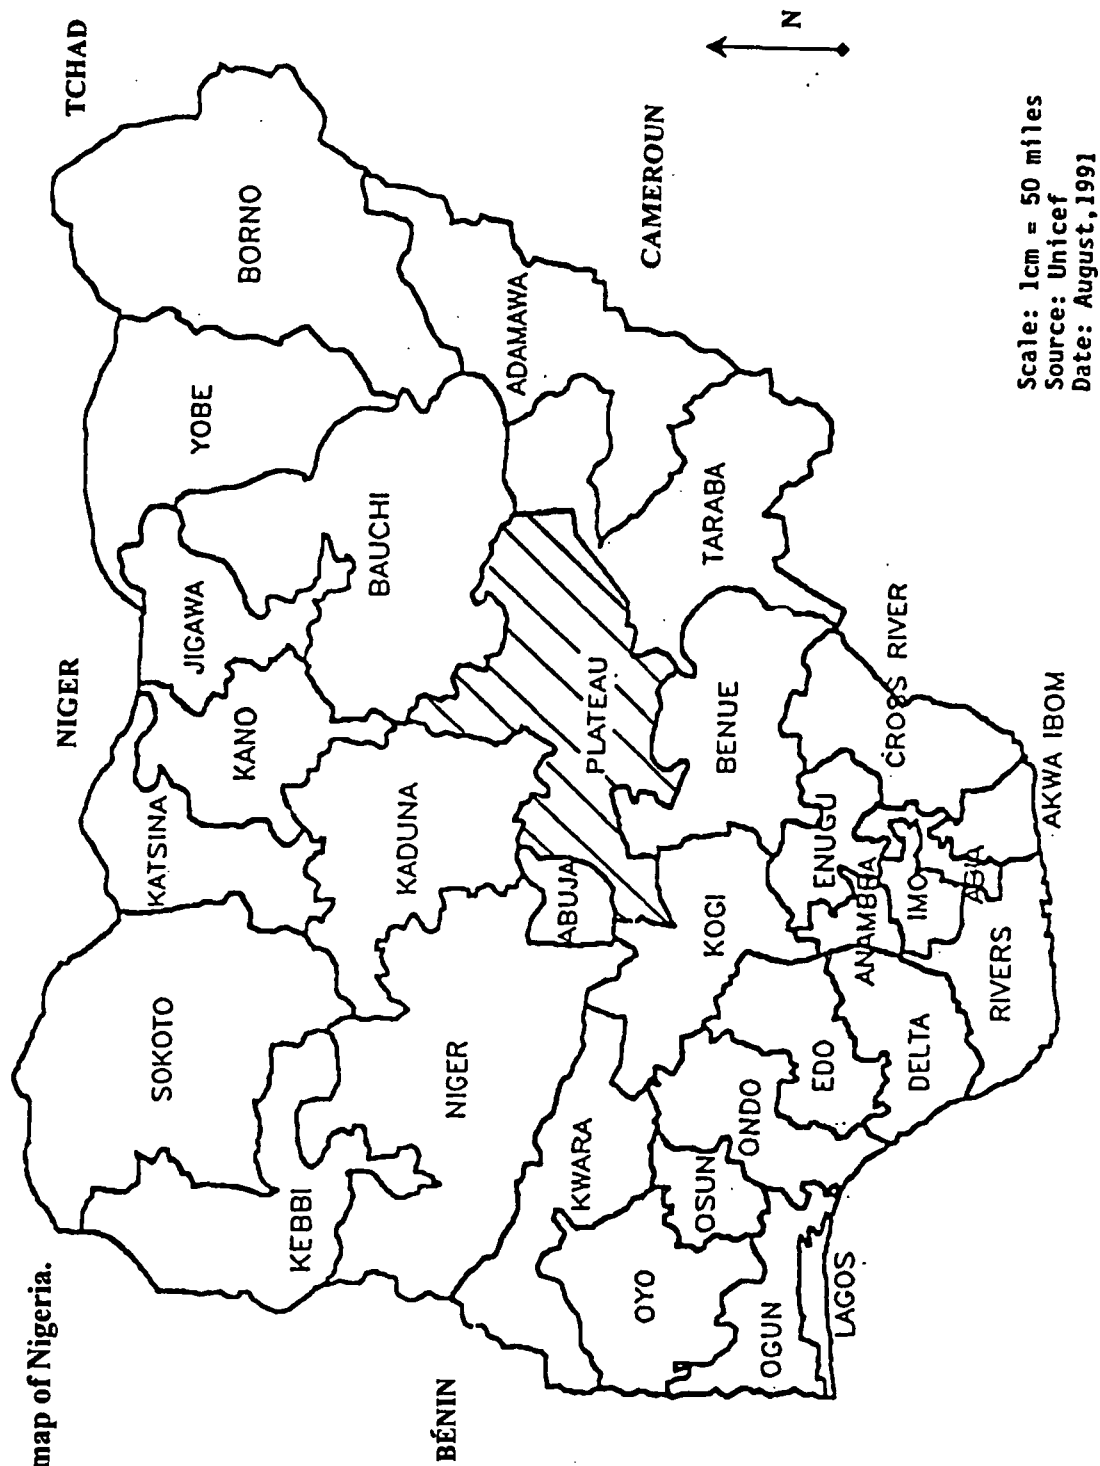 map of Nigeria.
TCHAD
NIGER
BÉNIN
CAMEROUN
N
SOKOTO
KATSINA
KEBBI
KANO
JIGAWA
YOBE
BORNO
BAUCHI
KADUNA
NIGER
ABUJA
PLATEAU
ADAMAWA
TARABA
BENUE
KOGI
KWARA
OYO
OSUN
OGUN
LAGOS
ONDO
EDO
DELTA
ENUGU
ANAMBRA
IMO
ABIA
RIVERS
CROSS RIVER
AKWA IBOM
Scale: 1cm = 50 miles
Source: Unicef
Date: August,1991